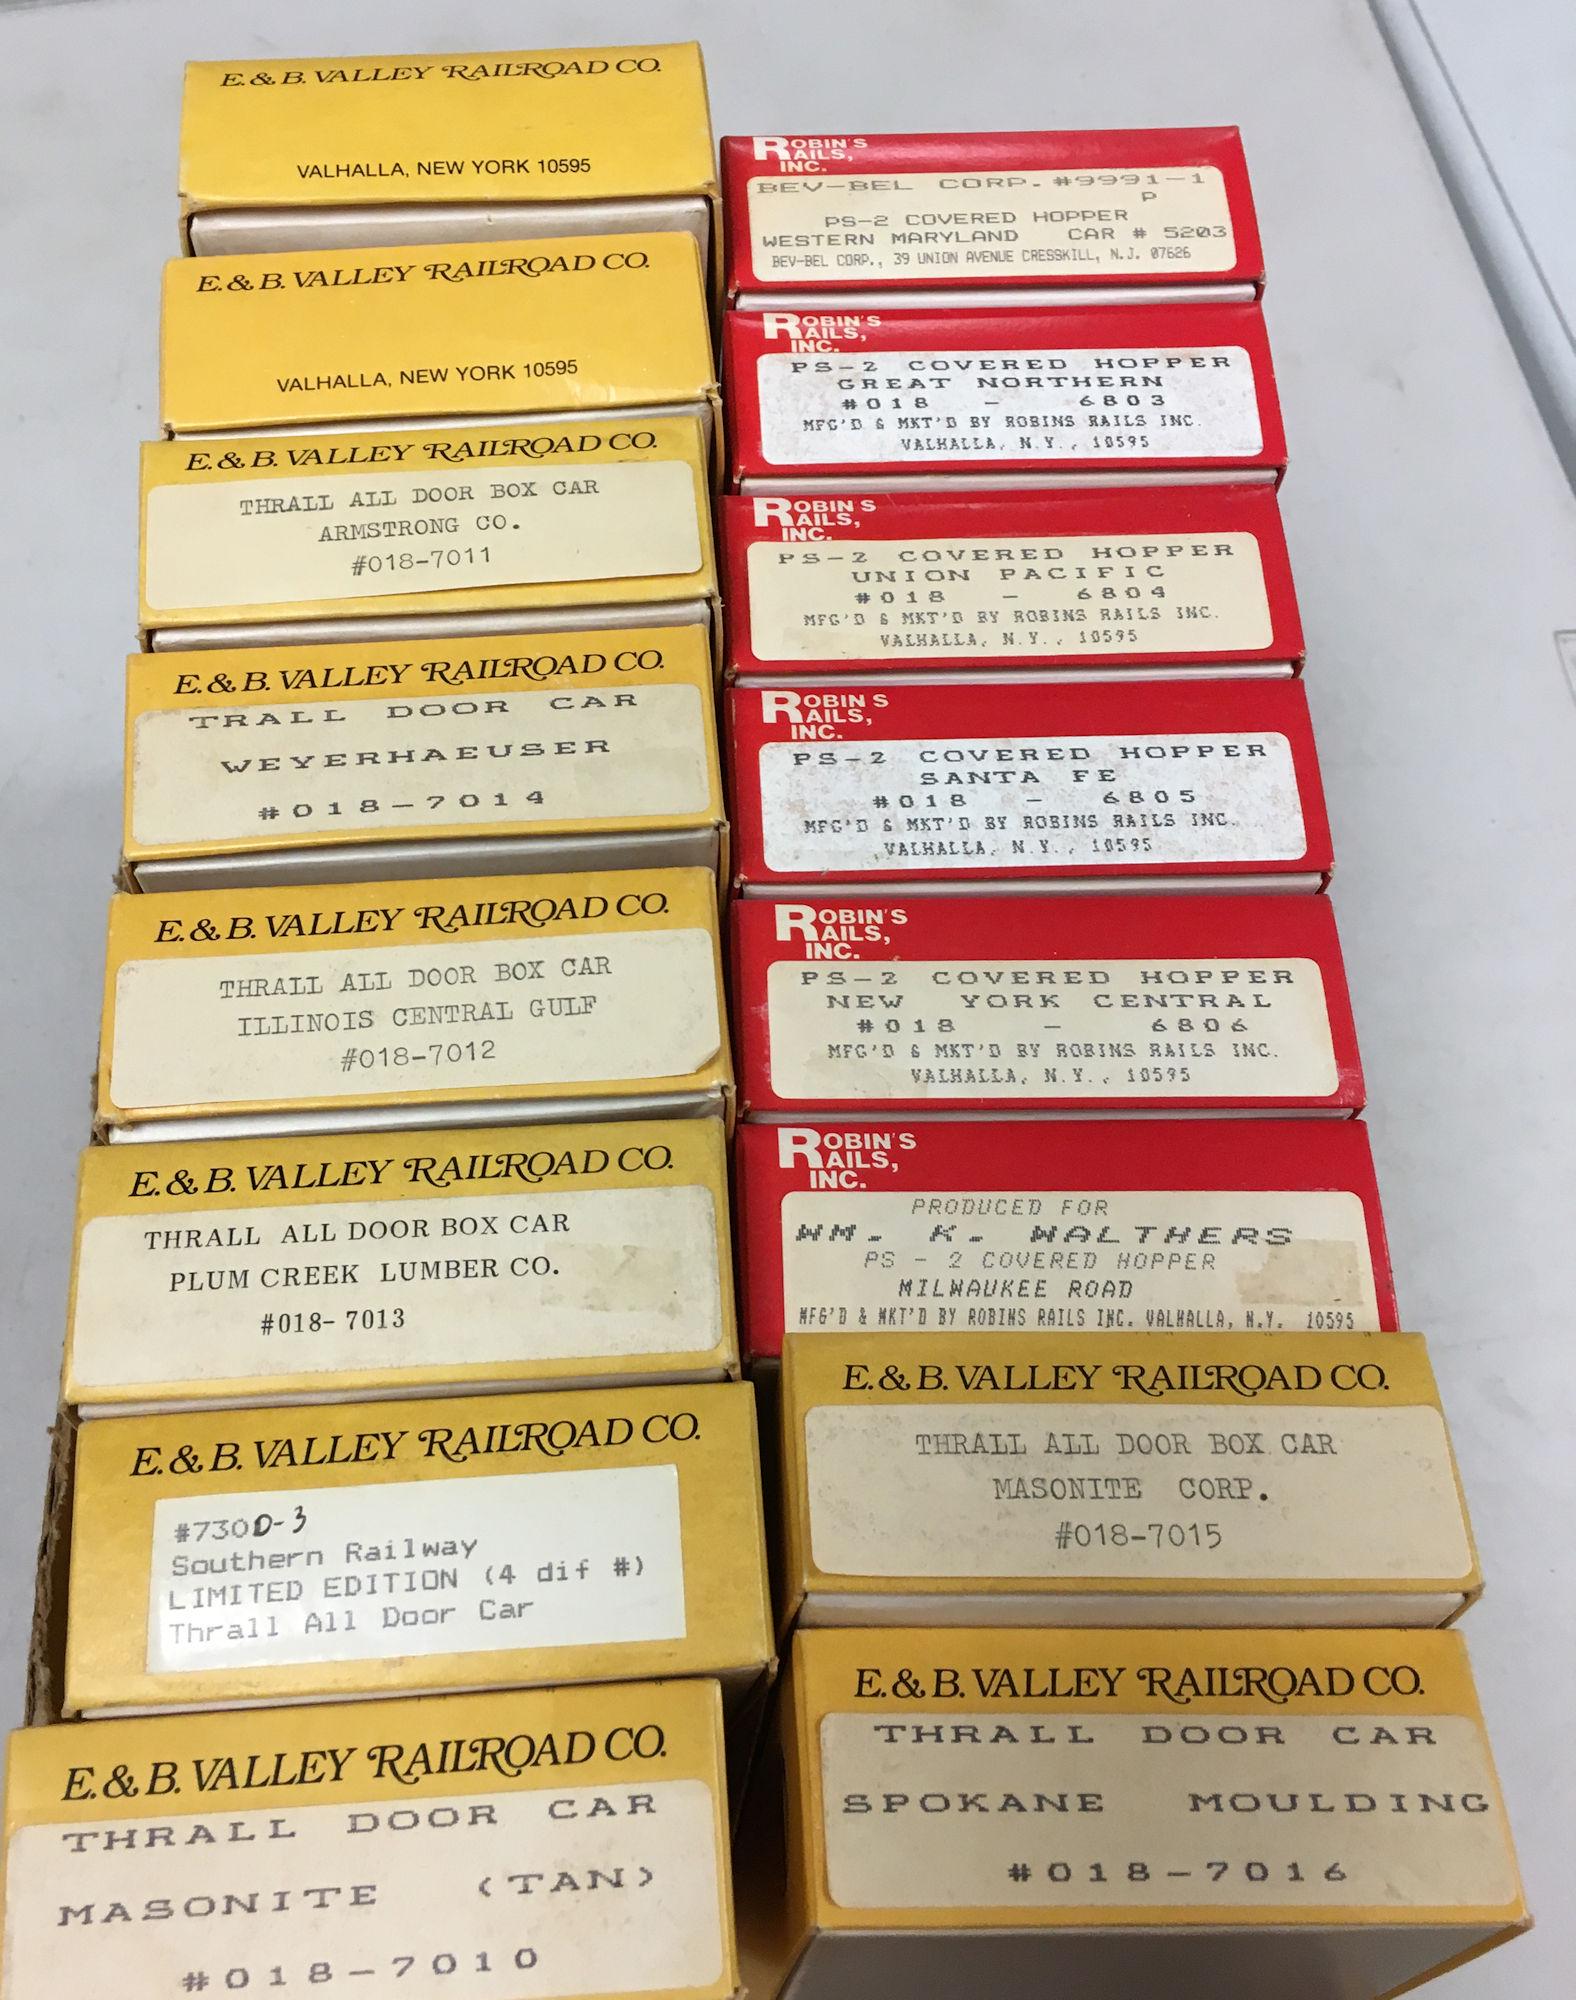 E. & B. VALLEY RAILROAD CO.
VALHALLA, NEW YORK 10595
E. & B. VALLEY RAILROAD CO.
VALHALLA, NEW YORK 10595
E. & B. VALLEY RAILROAD CO.
THRALL ALL DOOR BOX CAR
ARMSTRONG CO.
#018-7011
E. & B. VALLEY RAILROAD CO.
TRALL DOOR CAR
WEYERHAEUSER
#018-7014
E. & B. VALLEY RAILROAD CO.
THRALL ALL DOOR BOX CAR
ILLINOIS CENTRAL GULF
#018-7012
E. & B. VALLEY RAILROAD CO.
THRALL ALL DOOR BOX CAR
PLUM CREEK LUMBER CO.
#018- 7013
E. & B. VALLEY RAILROAD CO.
#730D-3
Southern Railway
LIMITED EDITION (4 dif #)
Thrall All Door Car
E. & B. VALLEY RAILROAD CO.
THRALL DOOR CAR
MASONITE (TAN)
#018-7010
ROBIN'S
RAILS,
INC.
BEV-BEL CORP. #9991-1
P
PS-2 COVERED HOPPER
WESTERN MARYLAND CAR # 5203
BEV-BEL CORP., 39 UNION AVENUE CRESSKILL, N.J. 07626
ROBIN'S
RAILS,
INC.
PS-2 COVERED HOPPER
GREAT NORTHERN
#018 - 6803
MFG'D & MKT'D BY ROBINS RAILS INC.
VALHALLA, N.Y., 10595
ROBIN S
RAILS,
INC.
PS-2 COVERED HOPPER
UNION PACIFIC
#018 - 6804
MFG'D & MKT'D BY ROBINS RAILS INC.
VALHALLA, N.Y., 10595
ROBIN S
RAILS,
INC.
PS-2 COVERED HOPPER
SANTA FE
#018 - 6805
MFG'D & MKT'D BY ROBINS RAILS INC.
VALHALLA, N.Y., 10595
ROBIN'S
RAILS,
INC.
PS-2 COVERED HOPPER
NEW YORK CENTRAL
#018 - 6806
MFG'D & MKT'D BY ROBINS RAILS INC.
VALHALLA, N.Y., 10595
ROBIN'S
RAILS,
INC.
PRODUCED FOR
WM. K. WALTHERS
PS - 2 COVERED HOPPER
MILWAUKEE ROAD
MFG'D & MKT'D BY ROBINS RAILS INC. VALHALLA, N.Y. 10595
E. & B. VALLEY RAILROAD CO.
THRALL ALL DOOR BOX CAR
MASONITE CORP.
#018-7015
E. & B. VALLEY RAILROAD CO.
THRALL DOOR CAR
SPOKANE MOULDING
#018-7016